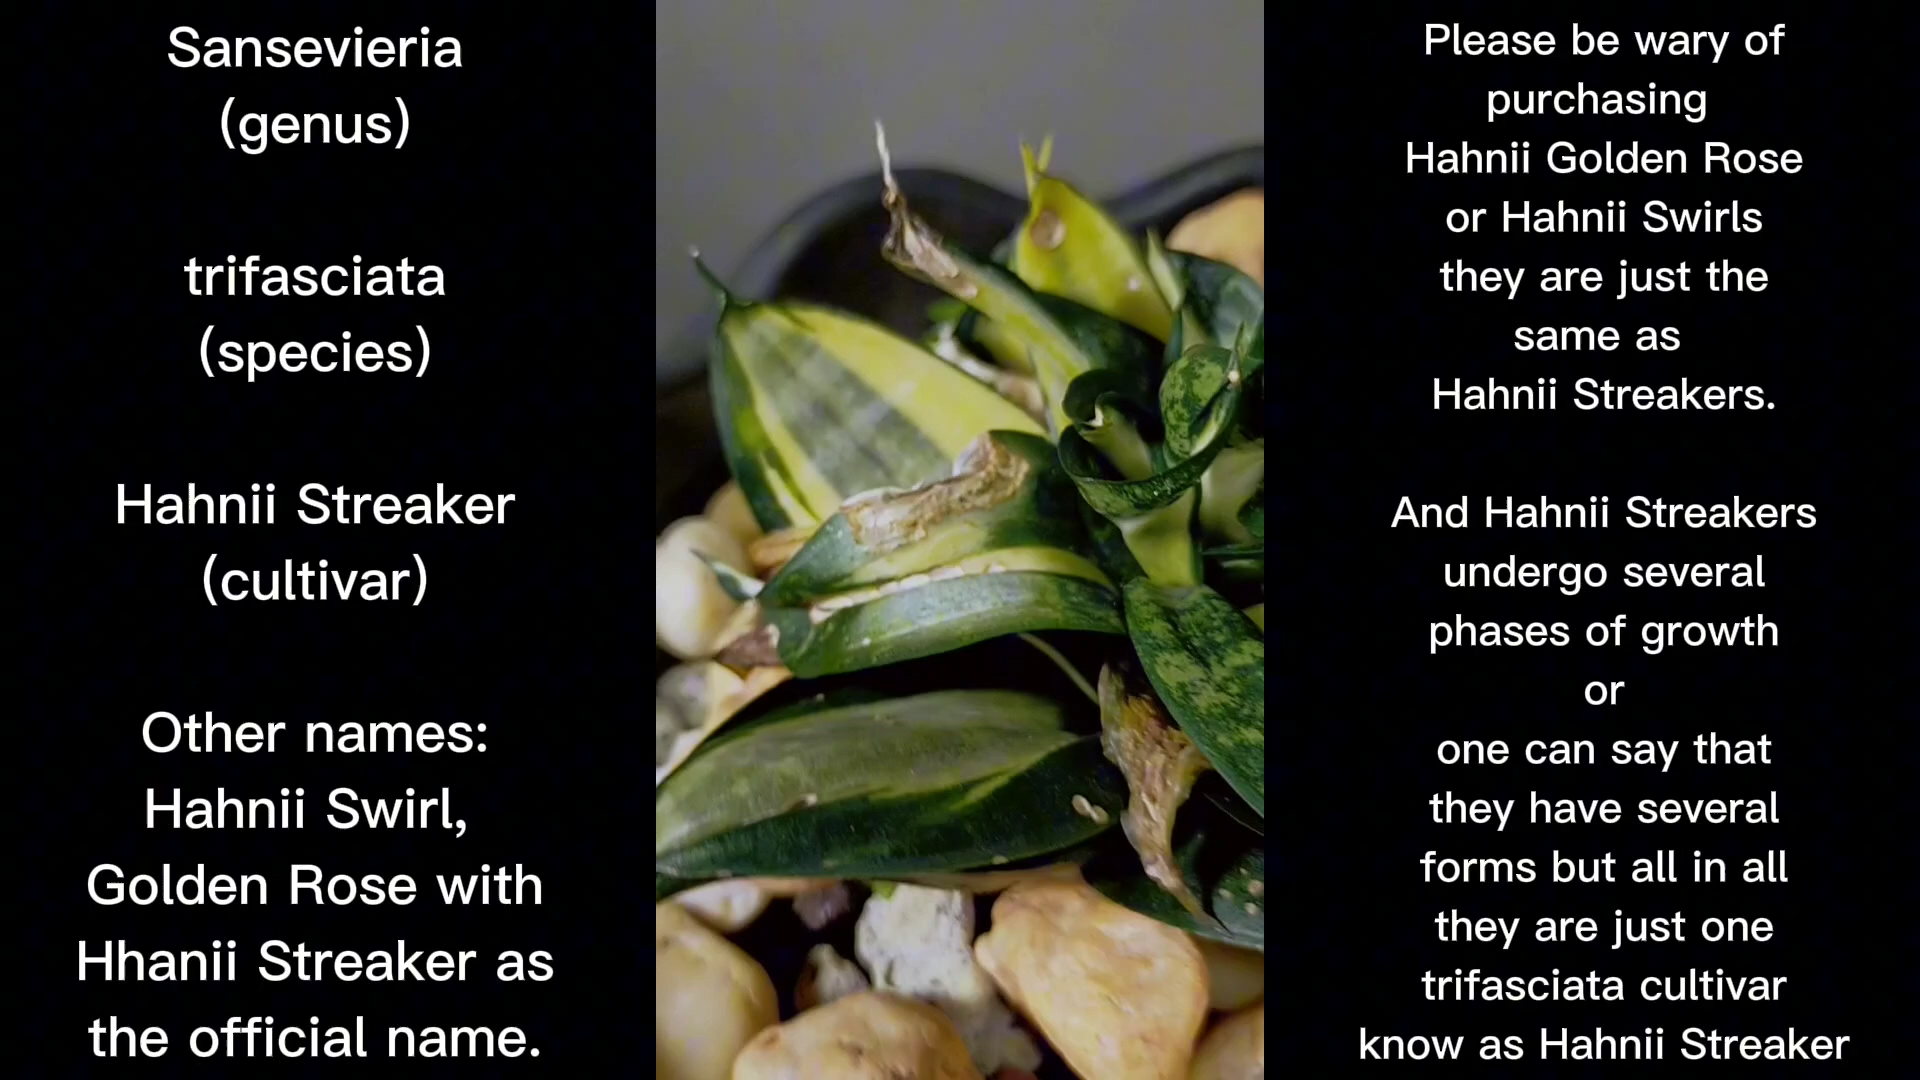 Sansevieria
(genus)
trifasciata
(species)
Hahnii Streaker
(cultivar)
Other names:
Hahnii Swirl,
Golden Rose with
Hhanii Streaker as
the official name.
Please be wary of
purchasing
Hahnii Golden Rose
or Hahnii Swirls
they are just the
same as
Hahnii Streakers.
And Hahnii Streakers
undergo several
phases of growth
or
one can say that
they have several
forms but all in all
they are just one
trifasciata cultivar
know as Hahnii Streaker